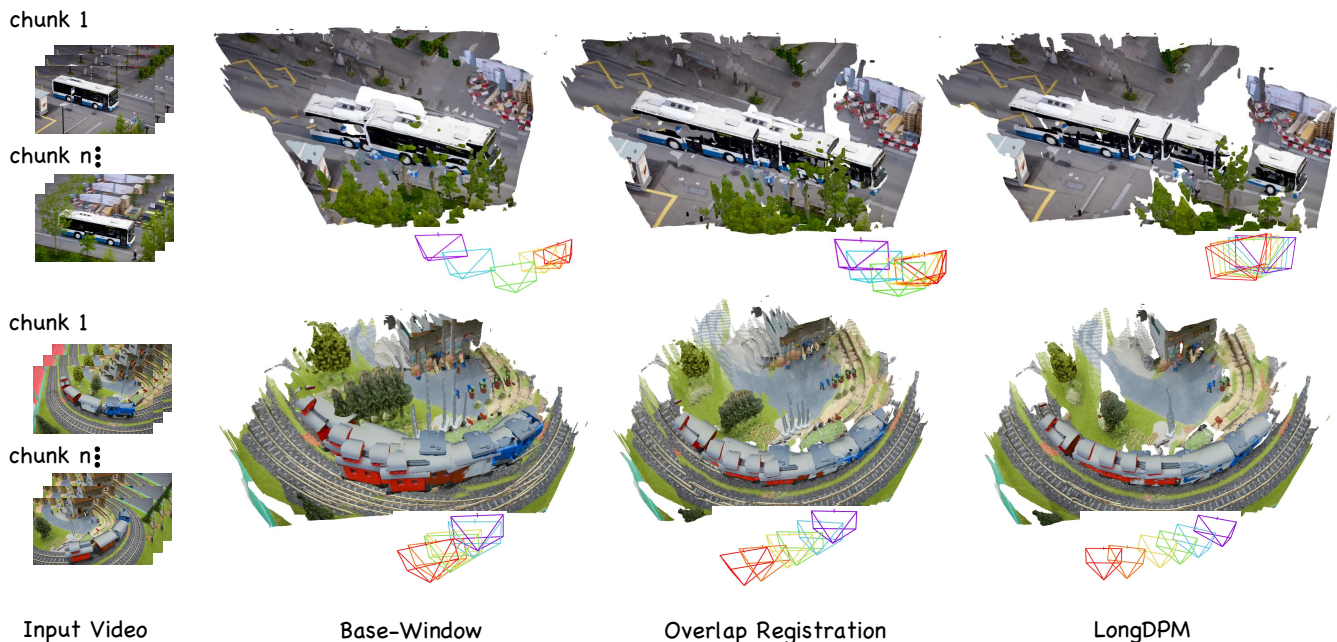 chunk 1
chunk n⋮
chunk 1
chunk n⋮
Input Video
Base-Window
Overlap Registration
LongDPM